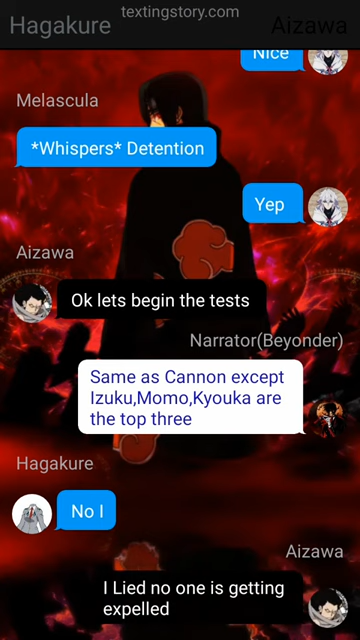 textingstory.com
Hagakure
Aizawa
Nice
Melascula
*Whispers* Detention
Yep
Aizawa
Ok lets begin the tests
Narrator(Beyonder)
Same as Cannon except
Izuku,Momo,Kyouka are
the top three
Hagakure
No I
Aizawa
I Lied no one is getting
expelled